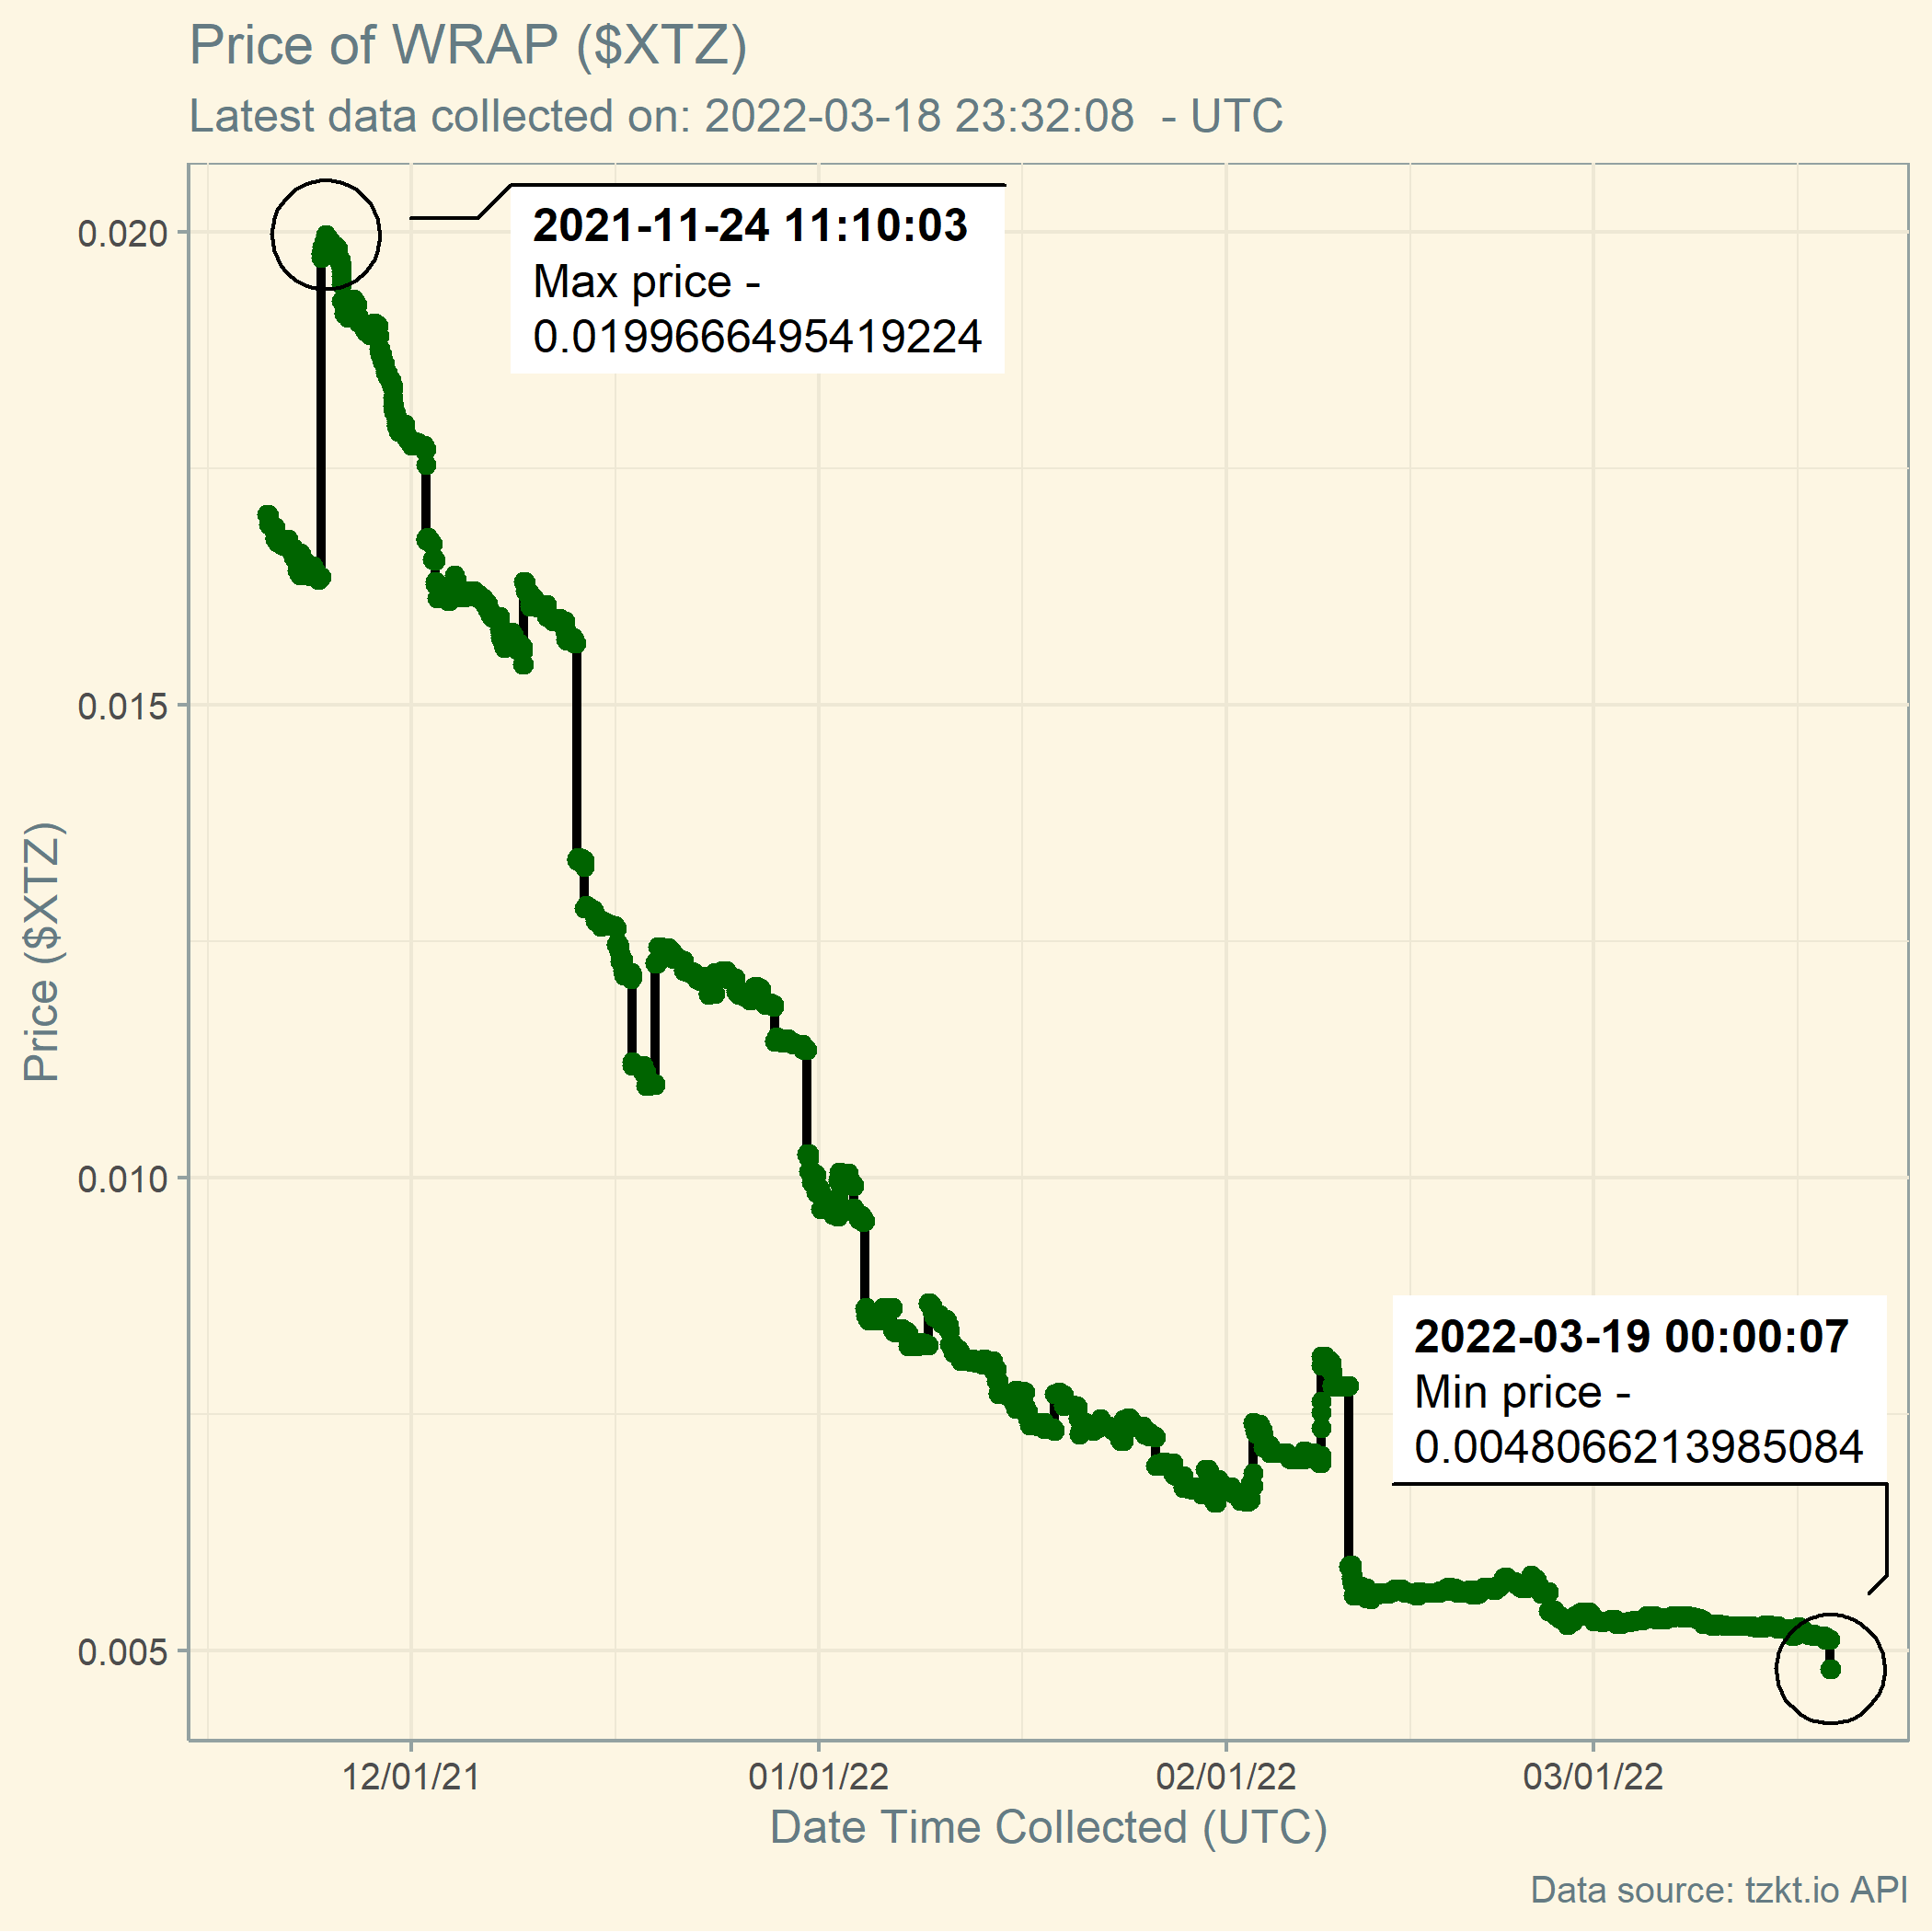 Price of WRAP ($XTZ)
Latest data collected on: 2022-03-18 23:32:08  - UTC
2021-11-24 11:10:03
Max price -
0.0199666495419224
0.020
0.015
0.010
0.005
Price ($XTZ)
2022-03-19 00:00:07
Min price -
0.0048066213985084
12/01/21
01/01/22
02/01/22
03/01/22
Date Time Collected (UTC)
Data source: tzkt.io API